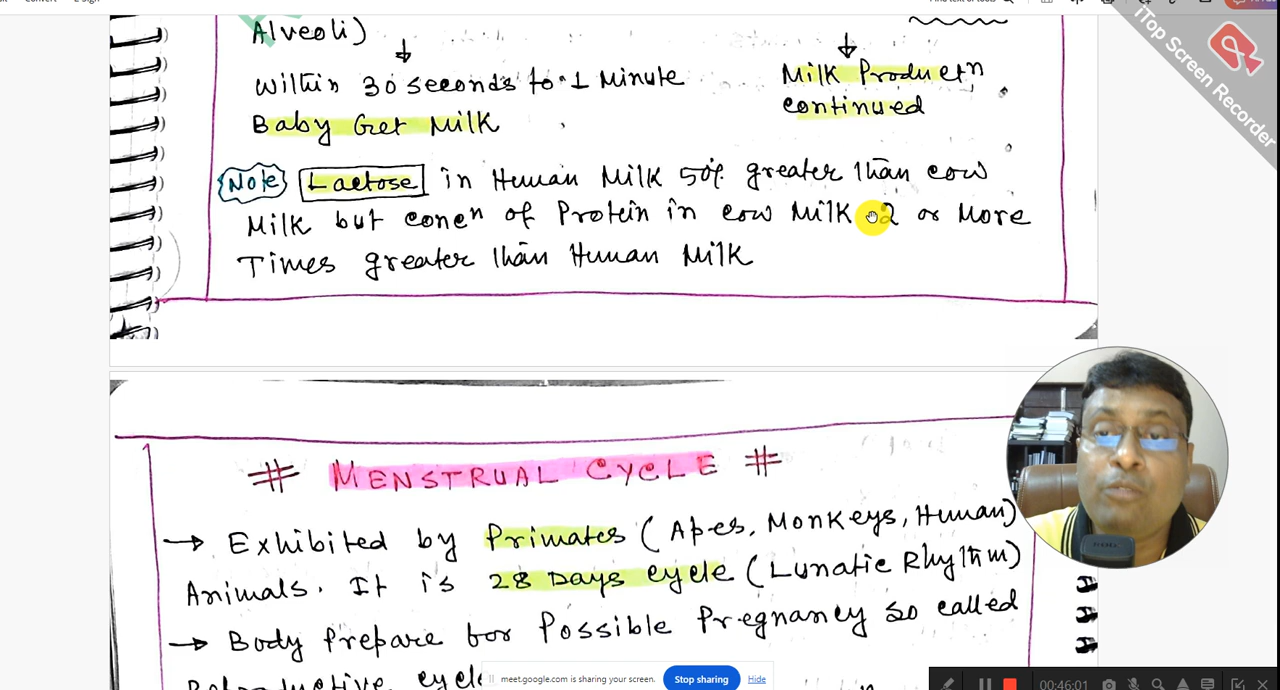 iTop Screen Recorder
Alveoli)
Within 30 seconds to 1 Minute
Baby Get Milk
Milk Productn
continued
Note Lactose in Human Milk 50% greater than cow
Milk but concn of Protein in cow Milk 2 or More
Times greater than Human Milk
# MENSTRUAL CYCLE #
→ Exhibited by Primates (Apes, Monkeys, Human)
Animals. It is 28 Days cycle (Lunatic Rhythm)
→ Body Prepare for Possible Pregnancy so called
cycle
meet.google.com is sharing your screen. Stop sharing Hide
00:46:01